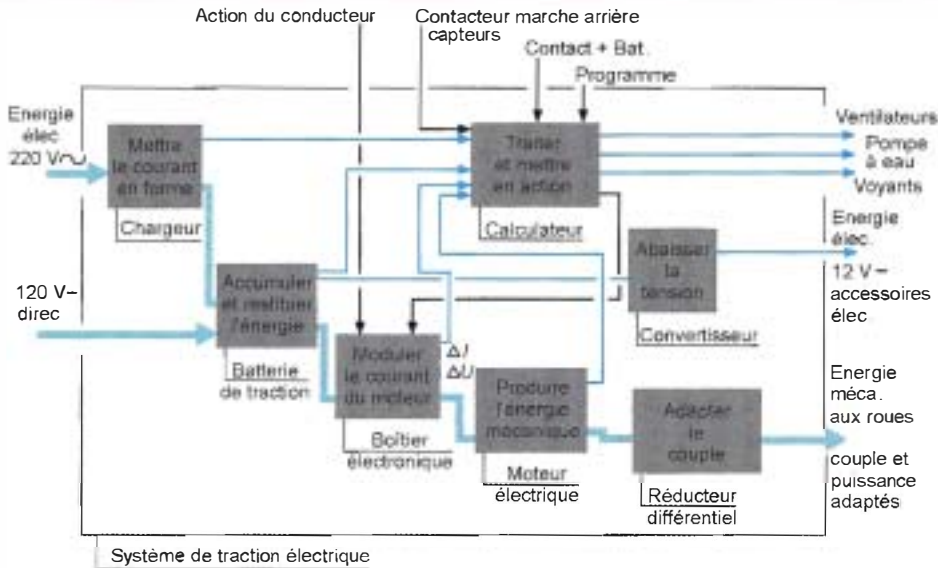 Action du conducteur
Contacteur marche arrière
capteurs
Contact + Bat.
Programme
Energie
élec
220 V~
Mettre
le courant
en forme
Chargeur
Traiter
et mettre
en action
Calculateur
Ventilateurs
Pompe
à eau
Voyants
Energie
élec.
12 V –
accessoires
élec
Abaisser
la
tension
Convertisseur
120 V–
direc
Accumuler
et restituer
l'énergie
Batterie
de traction
Moduler
le courant
du moteur
ΔI
ΔU
Boîtier
électronique
Produire
l'énergie
mécanique
Moteur
électrique
Adapter
le
couple
Réducteur
différentiel
Energie
méca.
aux roues
couple et
puissance
adaptés
Système de traction électrique